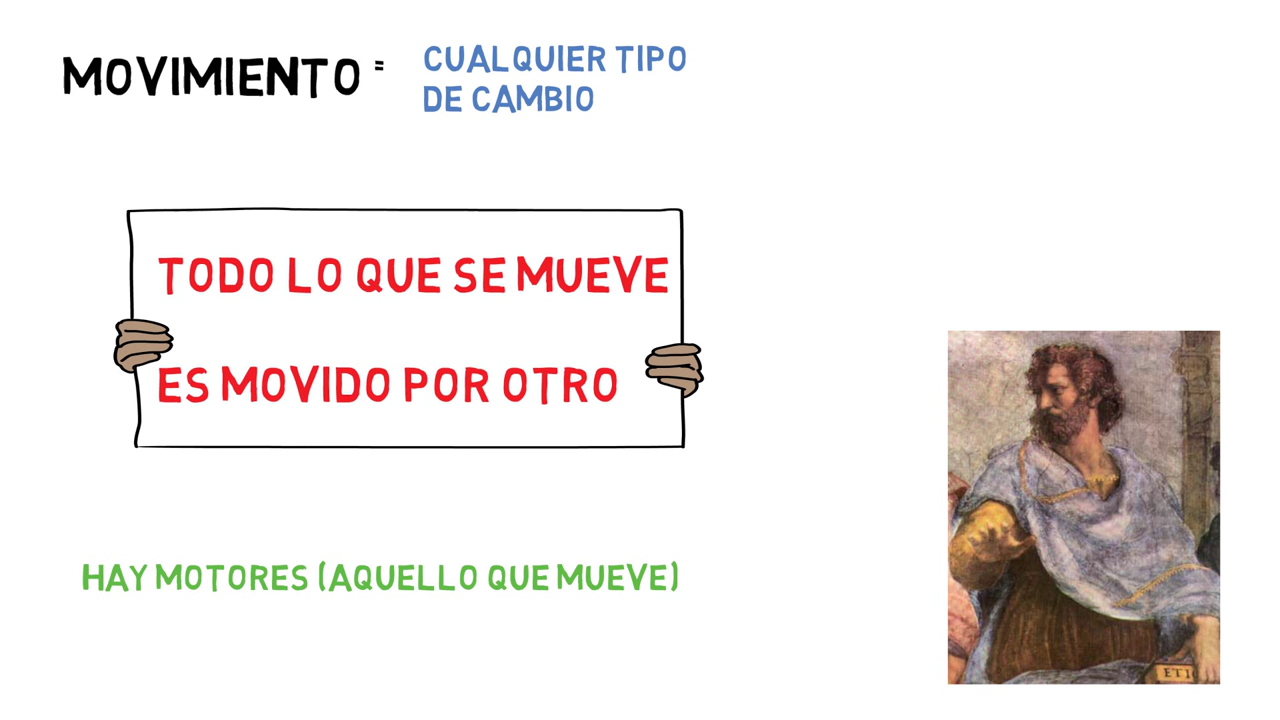 MOVIMIENTO =
CUALQUIER TIPO
DE CAMBIO
TODO LO QUE SE MUEVE
ES MOVIDO POR OTRO
HAY MOTORES (AQUELLO QUE MUEVE)
ETIC